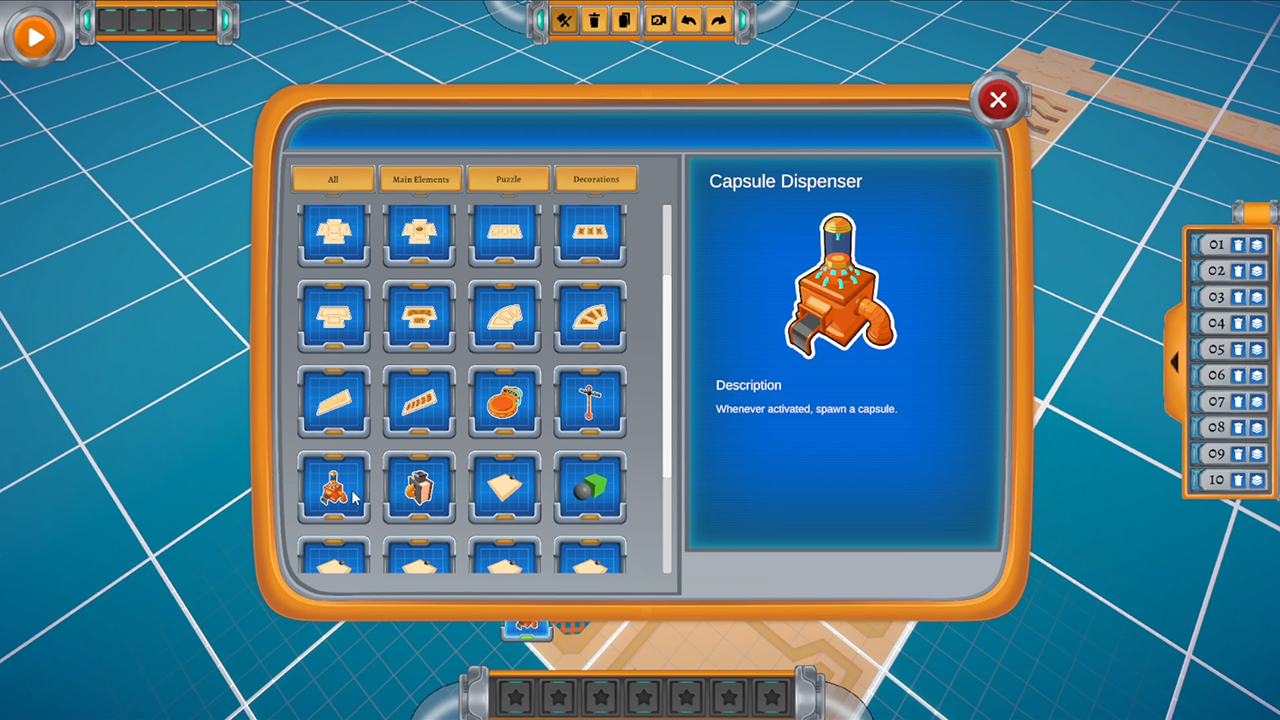 All
Main Elements
Puzzle
Decorations
Capsule Dispenser
Description
Whenever activated, spawn a capsule.
01
02
03
04
05
06
07
08
09
10